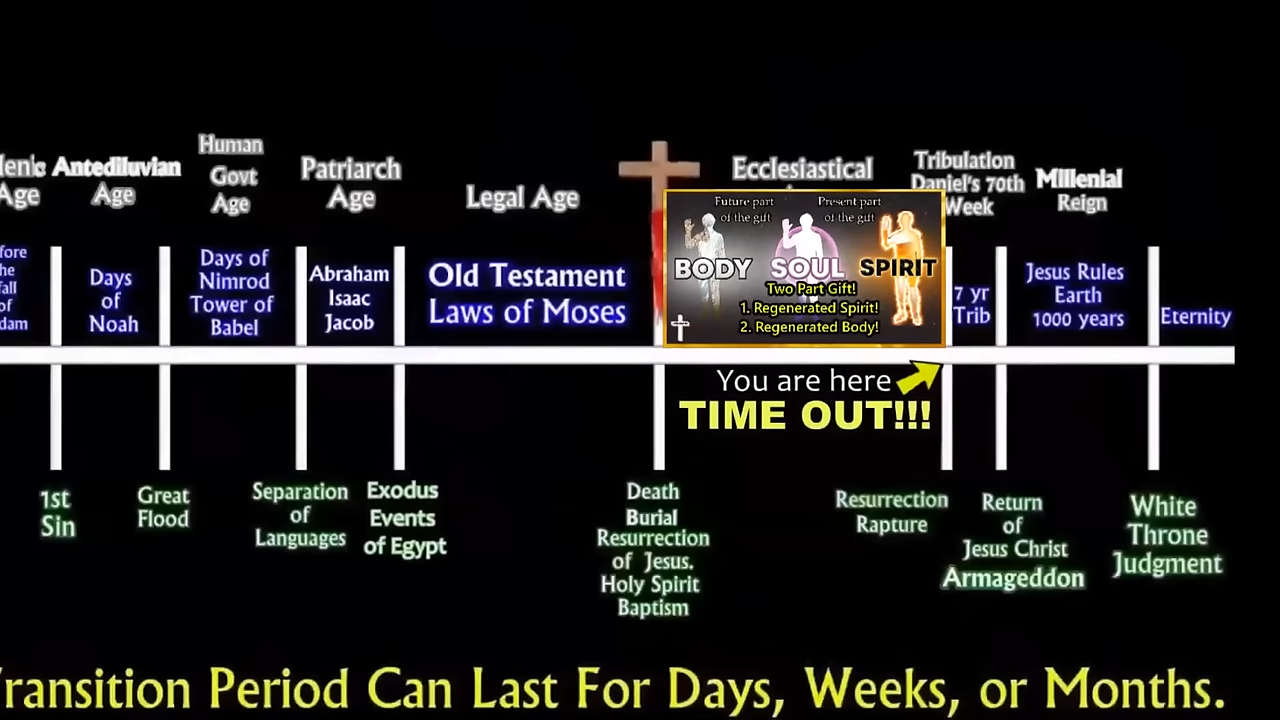 Antediluvian
Age
Age
Human
Govt
Age
Patriarch
Age
Legal Age
Ecclesiastical
Tribulation
Daniel's 70th
Week
Millenial
Reign
Days
of
Noah
Days of
Nimrod
Tower of
Babel
Abraham
Isaac
Jacob
Old Testament
Laws of Moses
Future part
of the gift
Present part
of the gift
BODY SOUL SPIRIT
Two Part Gift!
1. Regenerated Spirit!
2. Regenerated Body!
7 yr
Trib
Jesus Rules
Earth
1000 years
Eternity
You are here
TIME OUT!!!
1st
Sin
Great
Flood
Separation
of
Languages
Exodus
Events
of Egypt
Death
Burial
Resurrection
of Jesus.
Holy Spirit
Baptism
Resurrection
Rapture
Return
of
Jesus Christ
Armageddon
White
Throne
Judgment
Transition Period Can Last For Days, Weeks, or Months.